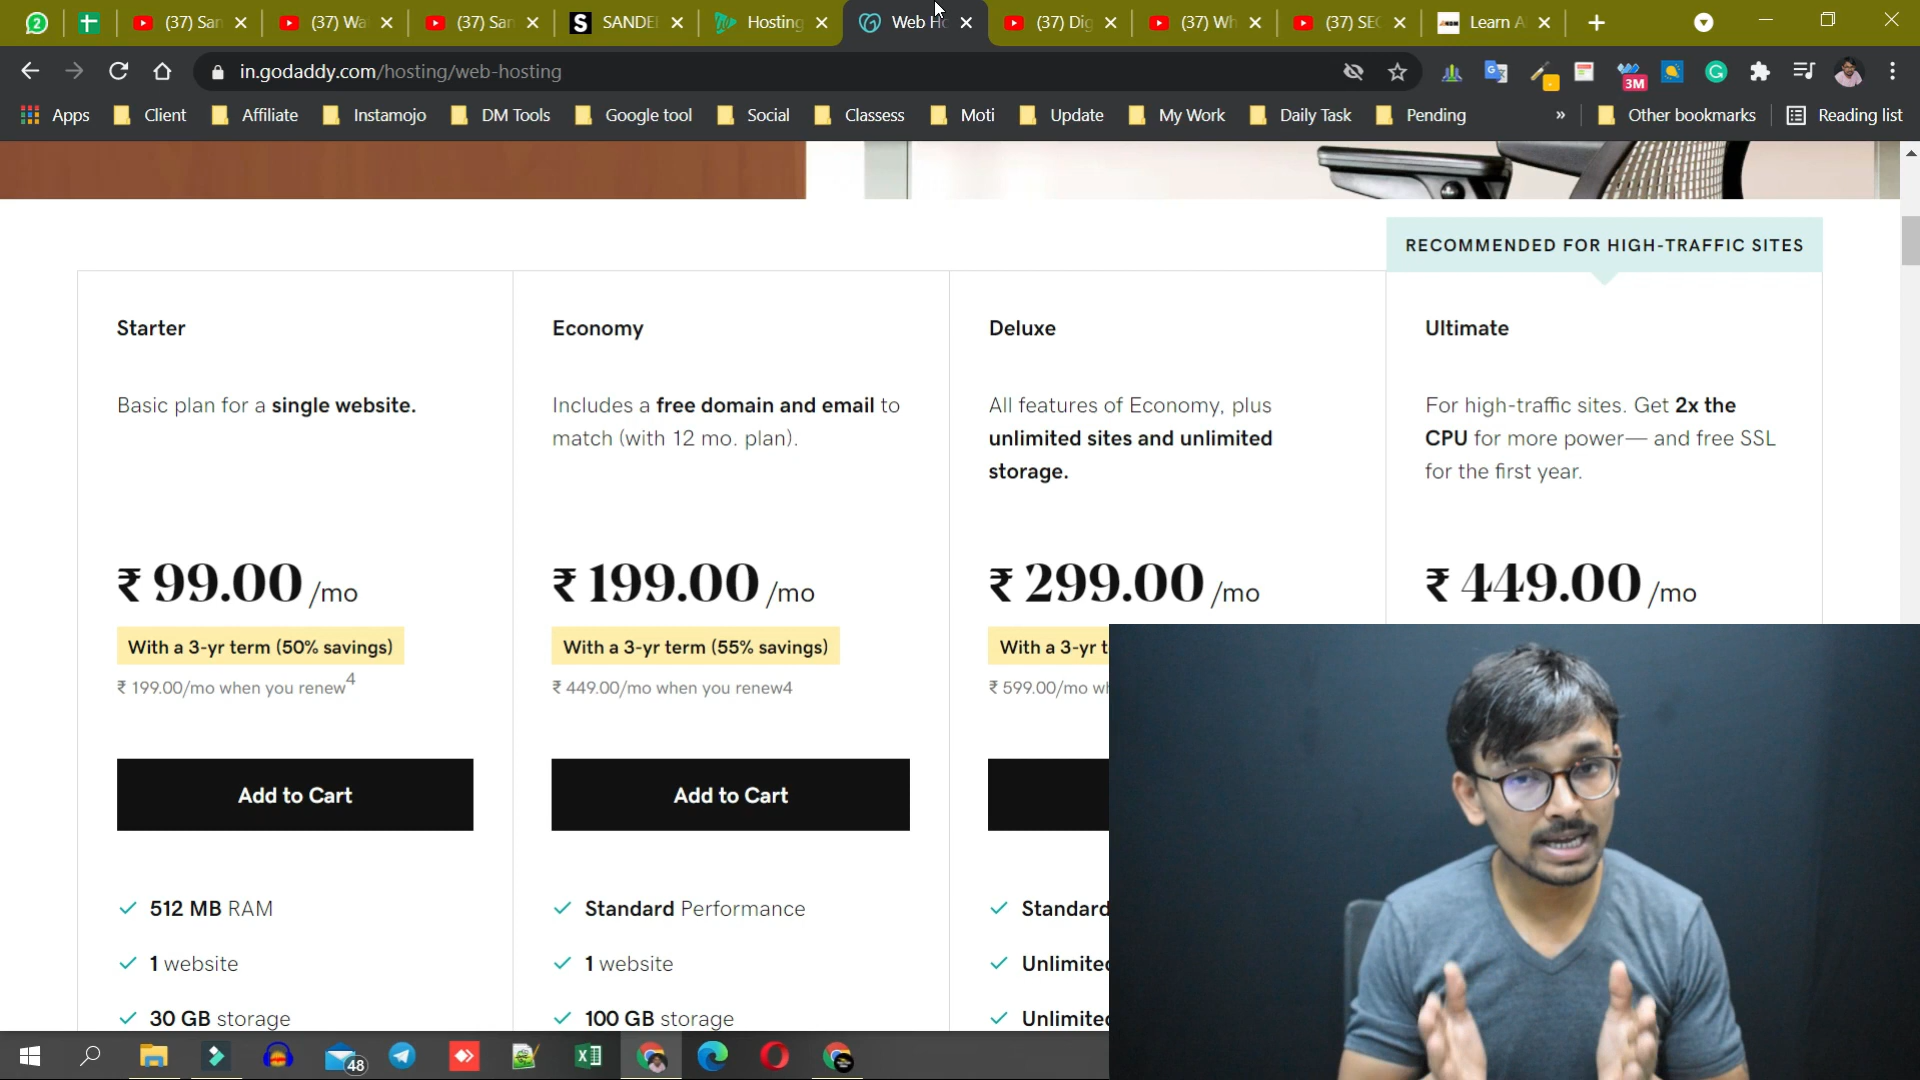 (37) Sar
(37) Wa
(37) San
SANDE
Hosting
Web Ho
(37) Dig
(37) Wh
(37) SEC
Learn A
in.godaddy.com/hosting/web-hosting
3M
Apps
Client
Affiliate
Instamojo
DM Tools
Google tool
Social
Classess
Moti
Update
My Work
Daily Task
Pending
»
Other bookmarks
Reading list
RECOMMENDED FOR HIGH-TRAFFIC SITES
Starter
Basic plan for a single website.
₹ 99.00 /mo
With a 3-yr term (50% savings)
₹ 199.00/mo when you renew4
Add to Cart
512 MB RAM
1 website
30 GB storage
Economy
Includes a free domain and email to
match (with 12 mo. plan).
₹ 199.00 /mo
With a 3-yr term (55% savings)
₹ 449.00/mo when you renew4
Add to Cart
Standard Performance
1 website
100 GB storage
Deluxe
All features of Economy, plus
unlimited sites and unlimited
storage.
₹ 299.00 /mo
With a 3-yr t
₹ 599.00/mo wh
Standard
Unlimited
Unlimited
Ultimate
For high-traffic sites. Get 2x the
CPU for more power— and free SSL
for the first year.
₹ 449.00 /mo
48